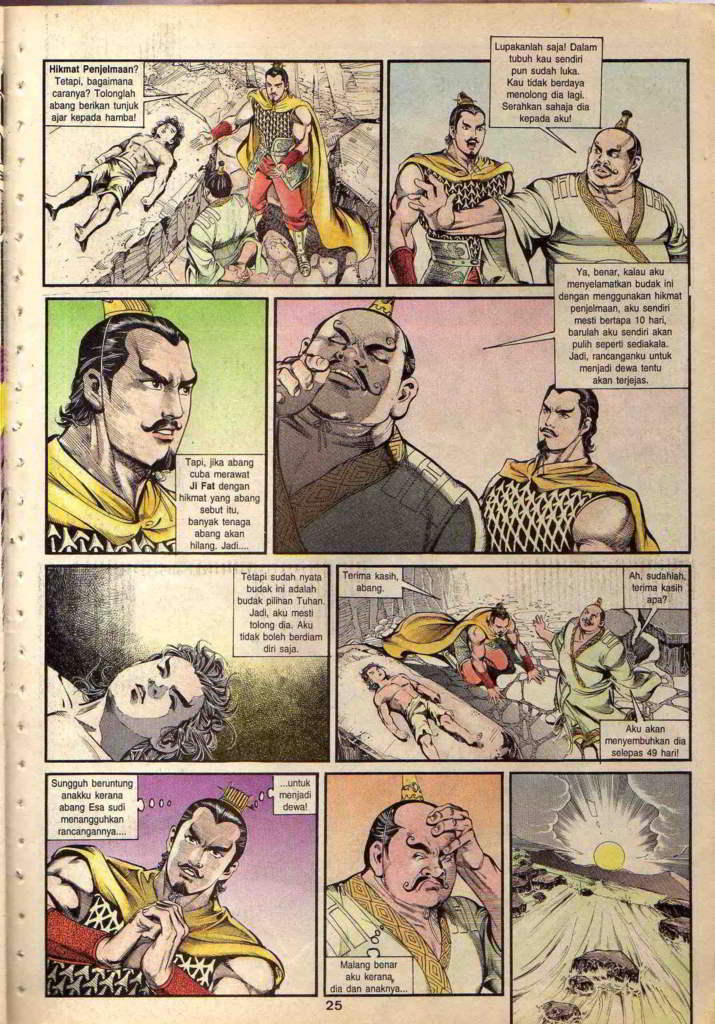 Hikmat Penjelmaan?
Tetapi, bagaimana
caranya? Tolonglah
abang berikan tunjuk
ajar kepada hamba!
Lupakanlah saja! Dalam
tubuh kau sendiri
pun sudah luka.
Kau tidak berdaya
menolong dia lagi.
Serahkan sahaja dia
kepada aku!
Tapi, jika abang
cuba merawat
Ji Fat dengan
hikmat yang abang
sebut itu,
banyak tenaga
abang akan
hilang. Jadi....
Ya, benar, kalau aku
menyelamatkan budak ini
dengan menggunakan hikmat
penjelmaan, aku sendiri
mesti bertapa 10 hari,
barulah aku sendiri akan
pulih seperti sediakala.
Jadi, rancanganku untuk
menjadi dewa tentu
akan terjejas.
Tetapi sudah nyata
budak ini adalah
budak pilihan Tuhan.
Jadi, aku mesti
tolong dia. Aku
tidak boleh berdiam
diri saja.
Terima kasih,
abang.
Ah, sudahlah,
terima kasih
apa?
Aku akan
menyembuhkan dia
selepas 49 hari!
Sungguh beruntung
anakku kerana
abang Esa sudi
menangguhkan
rancangannya....
...untuk
menjadi
dewa!
Malang benar
aku kerana,
dia dan anaknya...
25